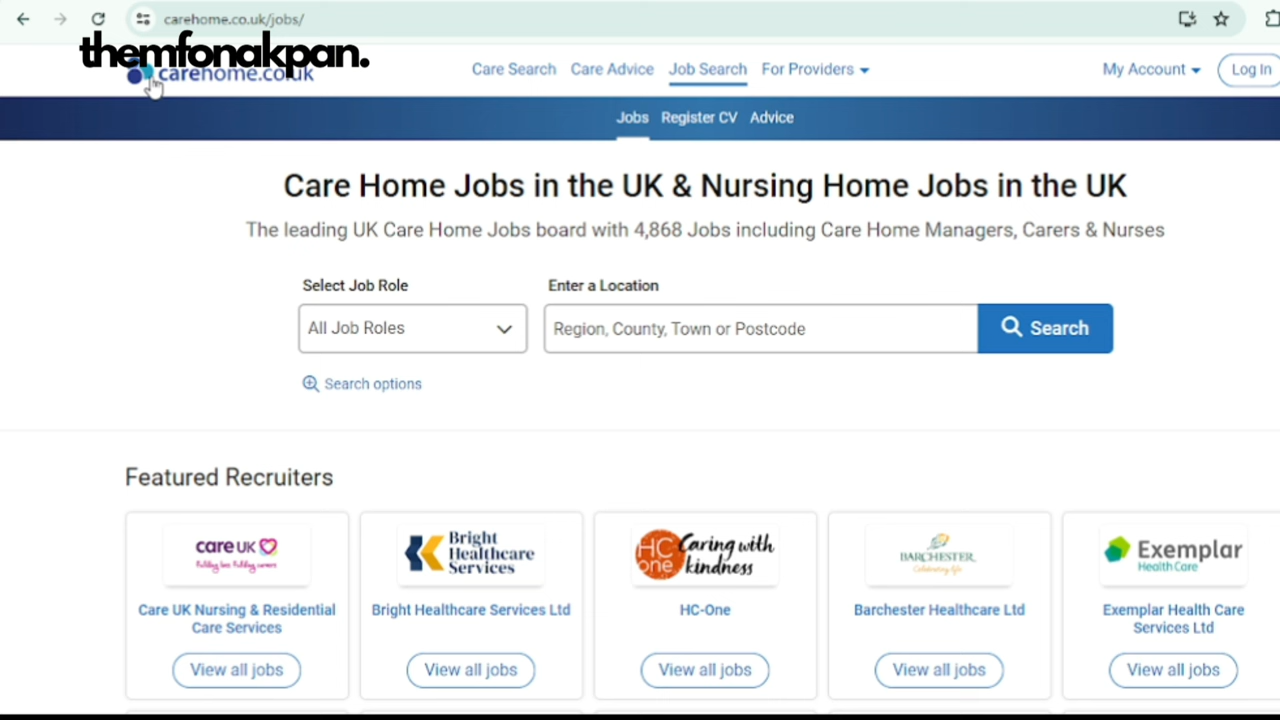 carehome.co.uk/jobs/
themfonakpan.
carehome.co.uk
Care Search Care Advice Job Search For Providers My Account Log In
Jobs Register CV Advice
Care Home Jobs in the UK & Nursing Home Jobs in the UK
The leading UK Care Home Jobs board with 4,868 Jobs including Care Home Managers, Carers & Nurses
Select Job Role Enter a Location
All Job Roles Region, County, Town or Postcode Search
Search options
Featured Recruiters
care UK
Fulfilling lives. Fulfilling careers
Bright
Healthcare
Services
HC
one
Caring with
kindness
BARCHESTER
Celebrating life
Exemplar
Health Care
Care UK Nursing & Residential
Care Services
Bright Healthcare Services Ltd
HC-One
Barchester Healthcare Ltd
Exemplar Health Care
Services Ltd
View all jobs View all jobs View all jobs View all jobs View all jobs